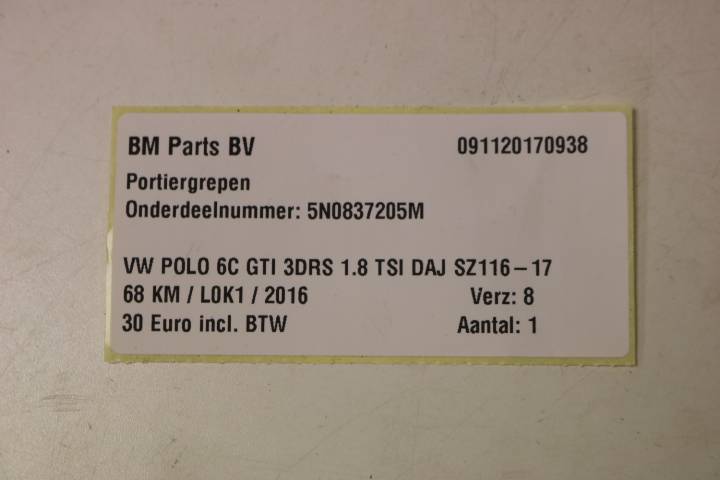 BM Parts BV 091120170938
Portiergrepen
Onderdeelnummer: 5N0837205M
VW POLO 6C GTI 3DRS 1.8 TSI DAJ SZ116-17
68 KM / L0K1 / 2016 Verz: 8
30 Euro incl. BTW Aantal: 1